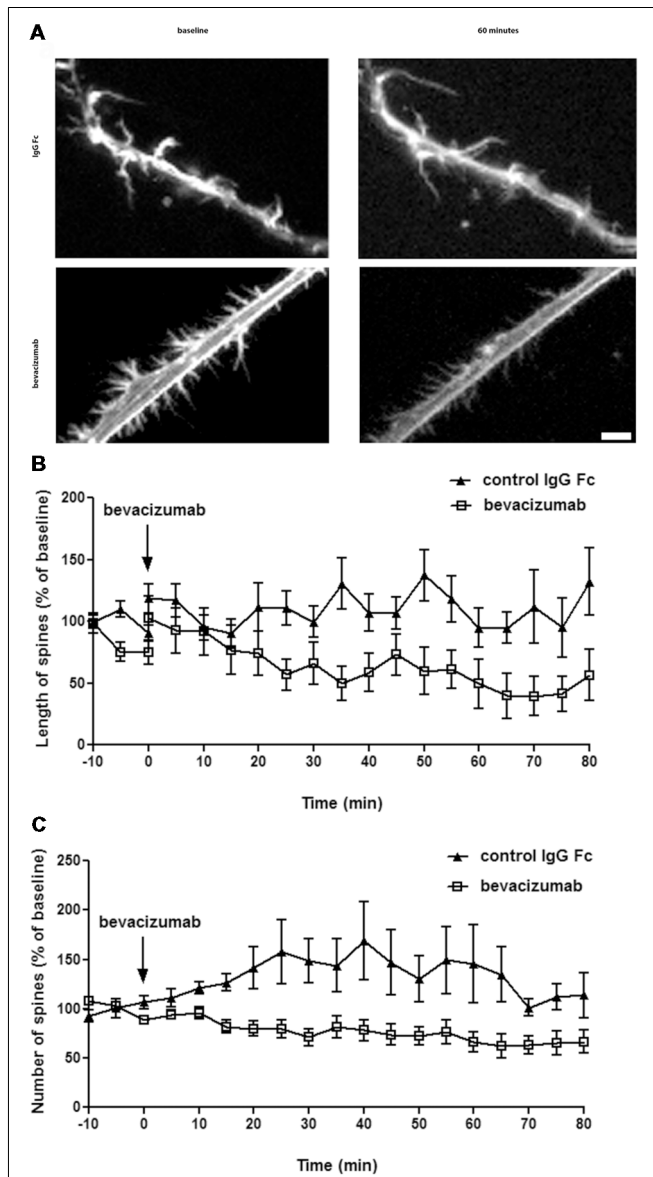 A
baseline
60 minutes
IgG Fc
bevacizumab
B
control IgG Fc
bevacizumab
bevacizumab
Length of spines (% of baseline)
200
150
100
50
0
-10 0 10 20 30 40 50 60 70 80
Time (min)
C
control IgG Fc
bevacizumab
bevacizumab
Number of spines (% of baseline)
250
200
150
100
50
0
-10 0 10 20 30 40 50 60 70 80
Time (min)